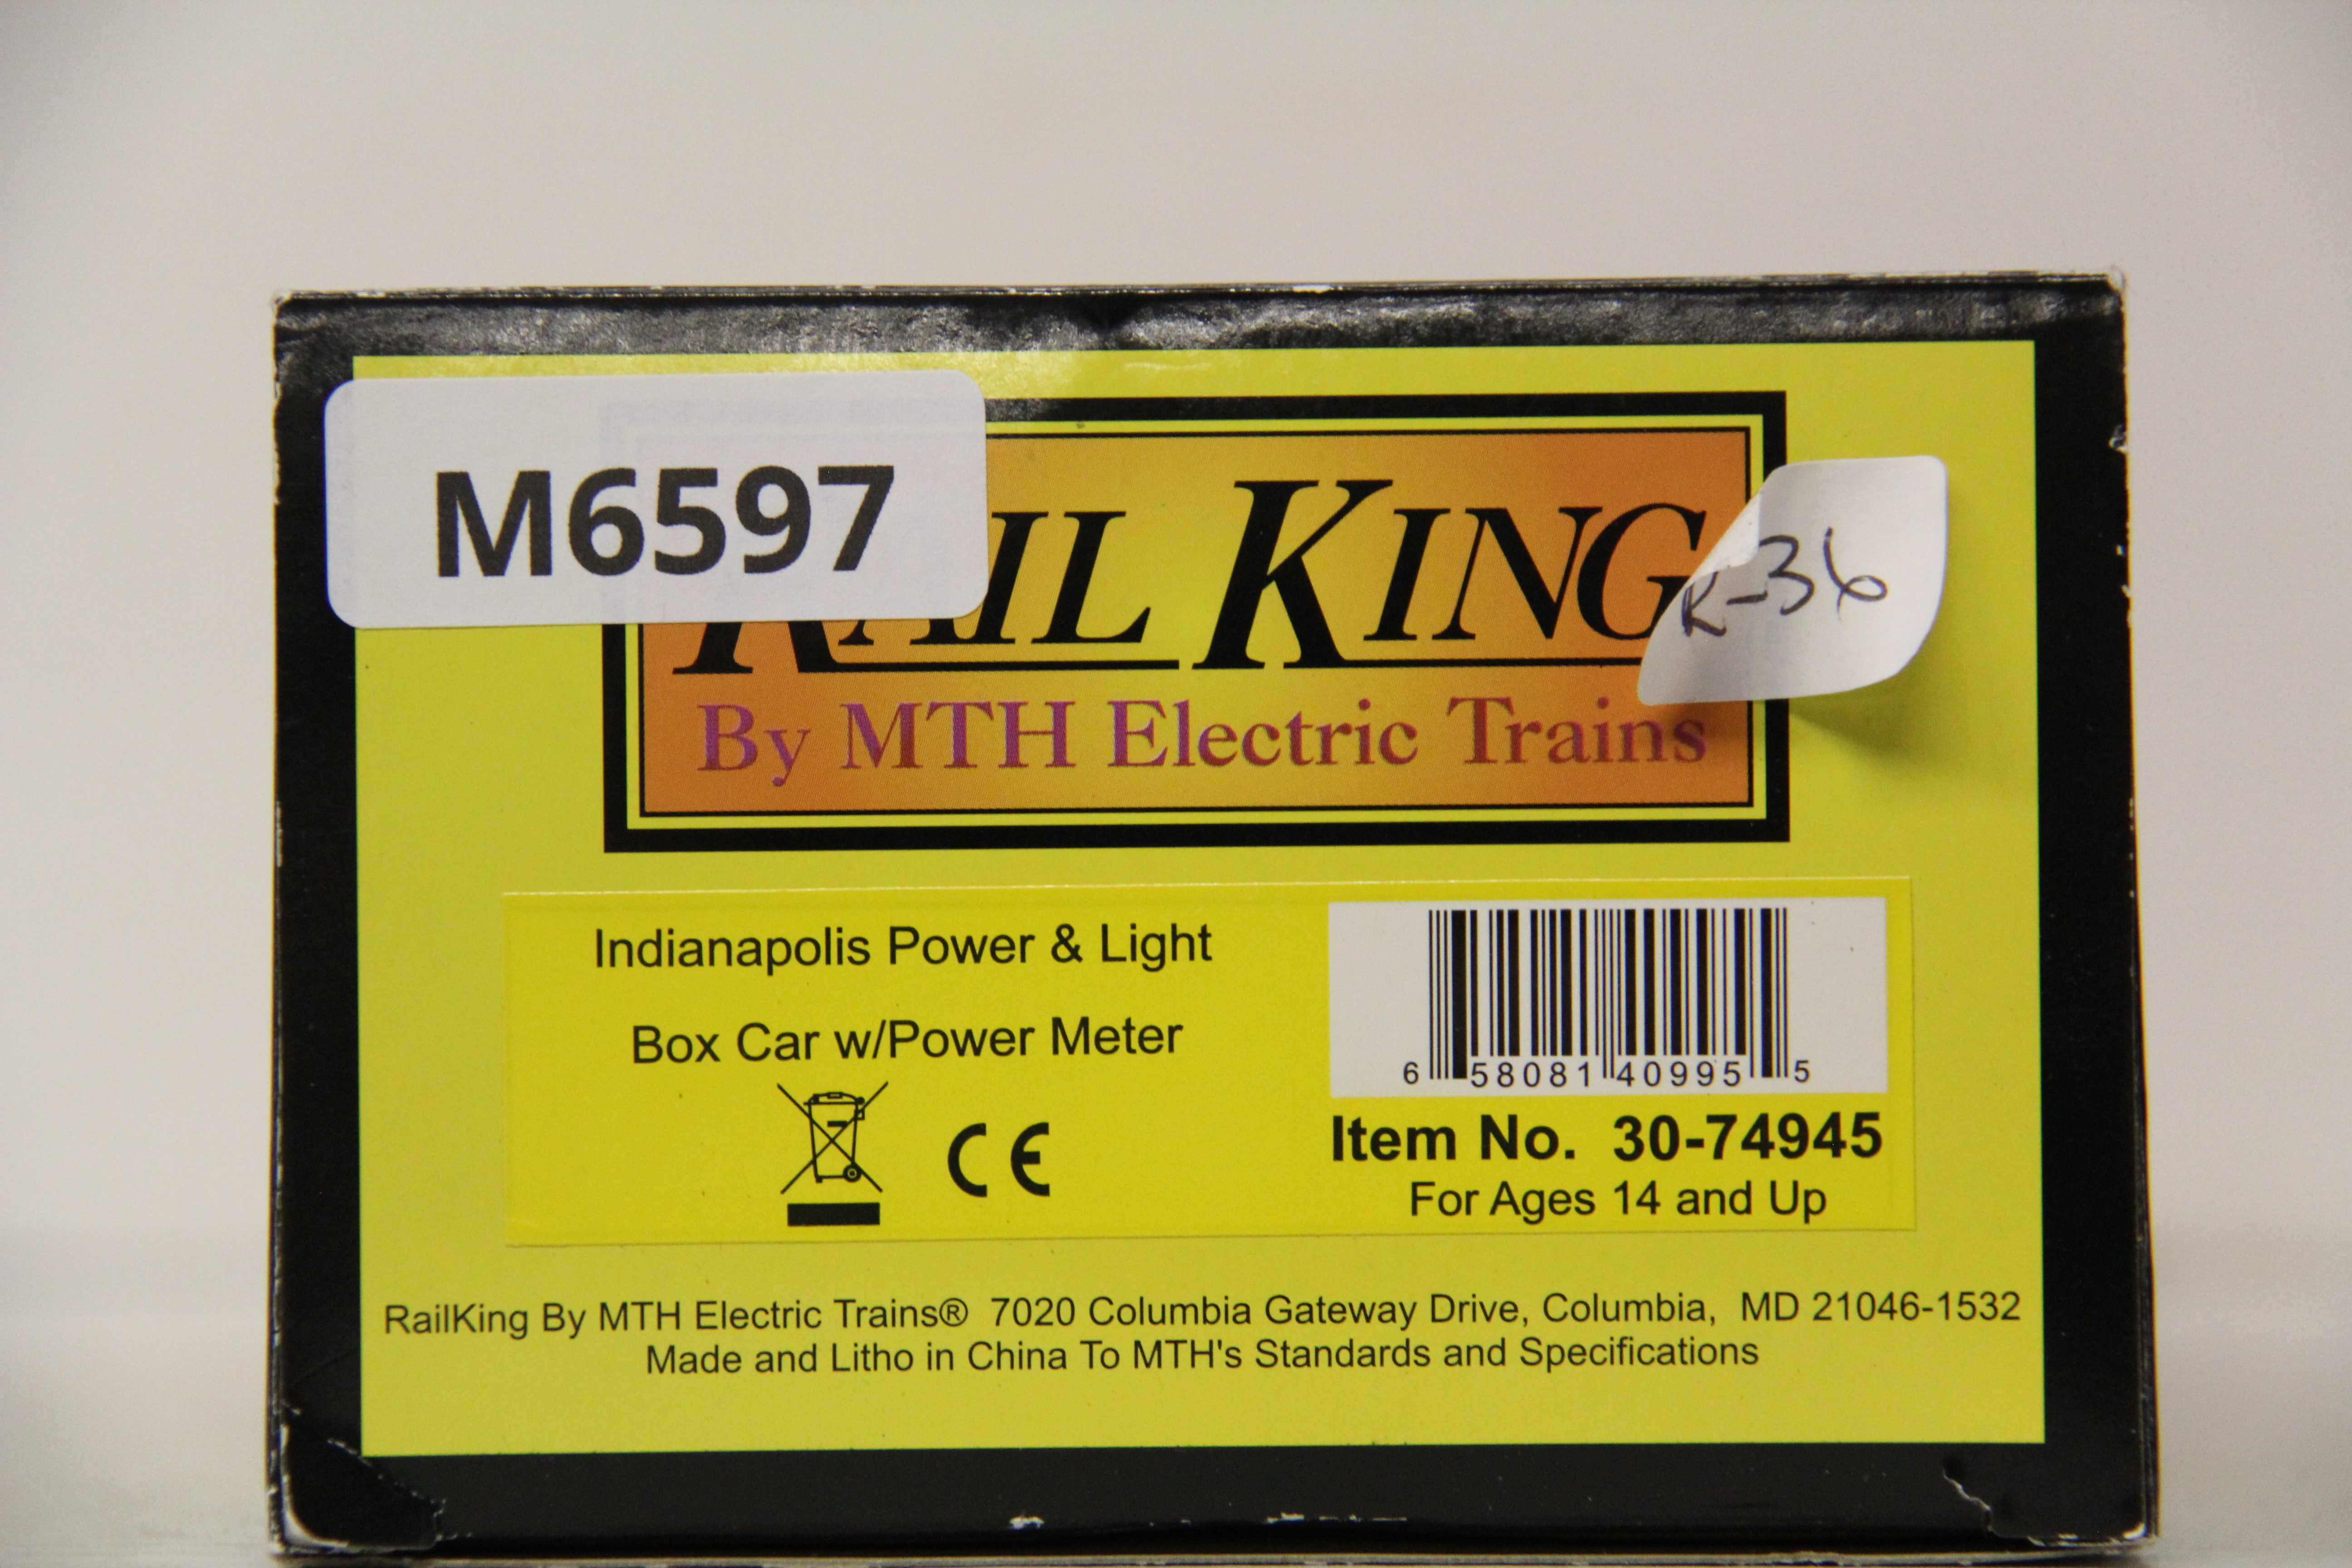 M6597
RAIL KING
R-36
By MTH Electric Trains
Indianapolis Power & Light
Box Car w/Power Meter
CE
6 58081 40995 5
Item No. 30-74945
For Ages 14 and Up
RailKing By MTH Electric Trains® 7020 Columbia Gateway Drive, Columbia, MD 21046-1532
Made and Litho in China To MTH's Standards and Specifications